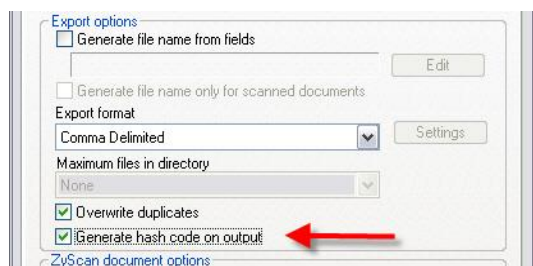 Export options
Generate file name from fields
Edit
Generate file name only for scanned documents
Export format
Comma Delimited
Settings
Maximum files in directory
None
Overwrite duplicates
Generate hash code on output
ZyScan document options